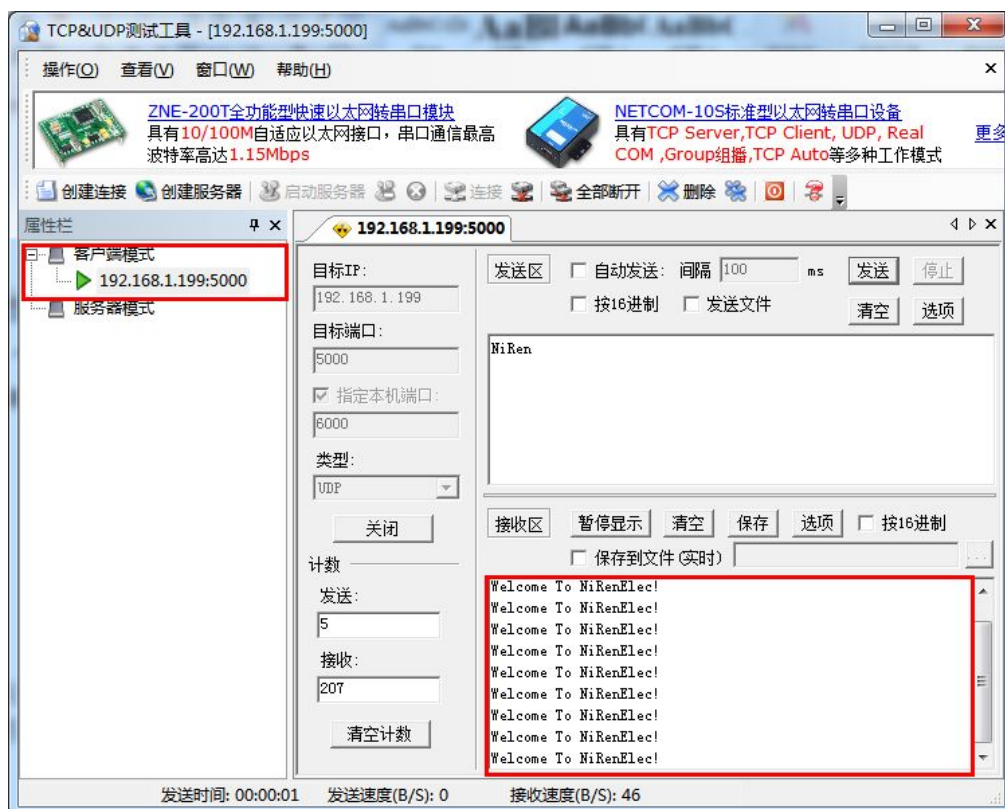 TCP&UDP测试工具 - [192.168.1.199:5000]
操作(O) 查看(V) 窗口(W) 帮助(H)
ZNE-200T全功能型快速以太网转串口模块
具有10/100M自适应以太网接口，串口通信最高
波特率高达1.15Mbps
NETCOM-10S标准型以太网转串口设备
具有TCP Server,TCP Client, UDP, Real
COM ,Group组播,TCP Auto等多种工作模式
更多
创建连接 创建服务器 启动服务器 连接 全部断开 删除
属性栏
客户端模式
192.168.1.199:5000
服务器模式
192.168.1.199:5000
目标IP:
192.168.1.199
目标端口:
5000
指定本机端口:
6000
类型:
UDP
关闭
计数
发送:
5
接收:
207
清空计数
发送区 自动发送: 间隔 100 ms 发送 停止
按16进制 发送文件 清空 选项
NiRen
接收区 暂停显示 清空 保存 选项 按16进制
保存到文件(实时) ...
Welcome To NiRenElec!
Welcome To NiRenElec!
Welcome To NiRenElec!
Welcome To NiRenElec!
Welcome To NiRenElec!
Welcome To NiRenElec!
Welcome To NiRenElec!
Welcome To NiRenElec!
Welcome To NiRenElec!
发送时间: 00:00:01 发送速度(B/S): 0 接收速度(B/S): 46